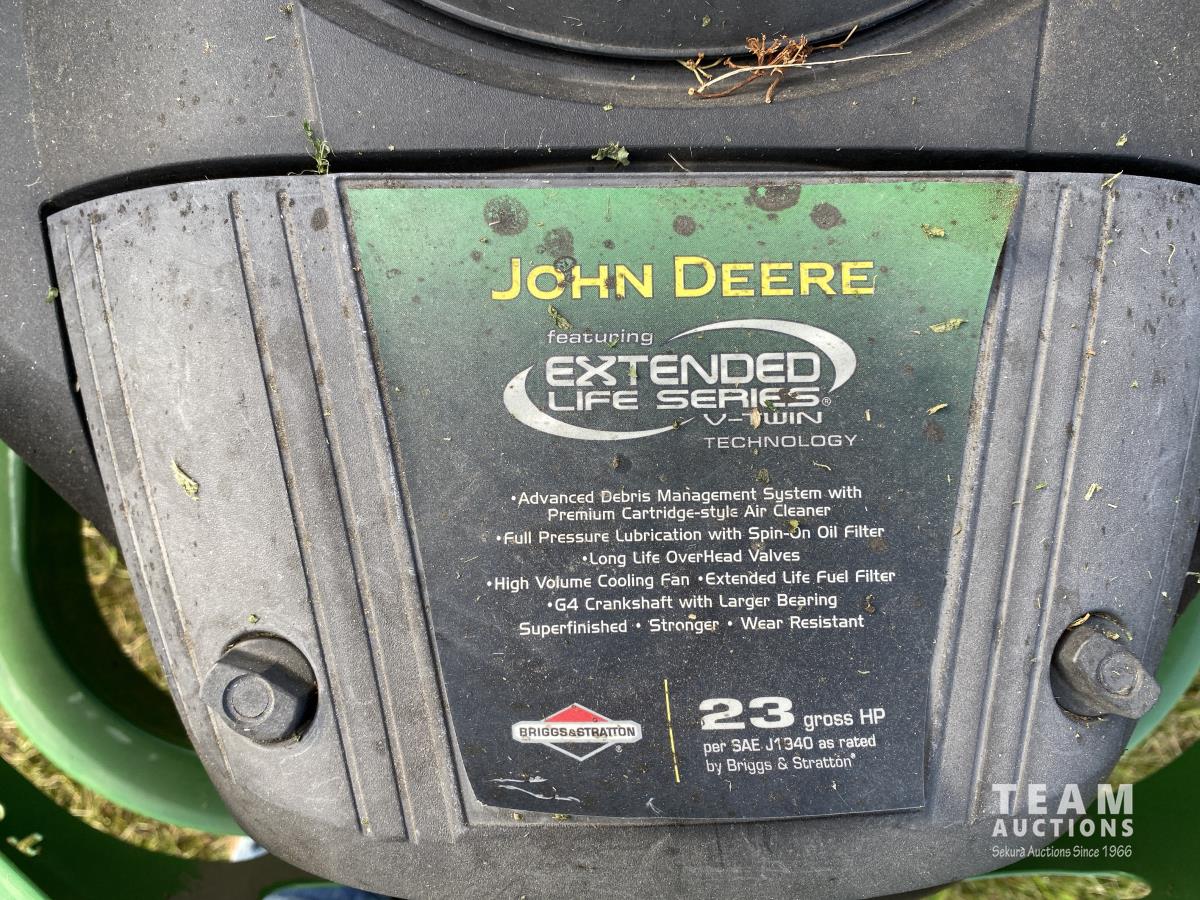 JOHN DEERE
featuring
EXTENDED
LIFE SERIES®
V-TWIN
TECHNOLOGY
•Advanced Debris Management System with
Premium Cartridge-style Air Cleaner
•Full Pressure Lubrication with Spin-On Oil Filter
•Long Life OverHead Valves
•High Volume Cooling Fan •Extended Life Fuel Filter
•G4 Crankshaft with Larger Bearing
Superfinished • Stronger • Wear Resistant
BRIGGS&STRATTON®
23 gross HP
per SAE J1340 as rated
by Briggs & Stratton®
TEAM
AUCTIONS
Sekura Auctions Since 1966